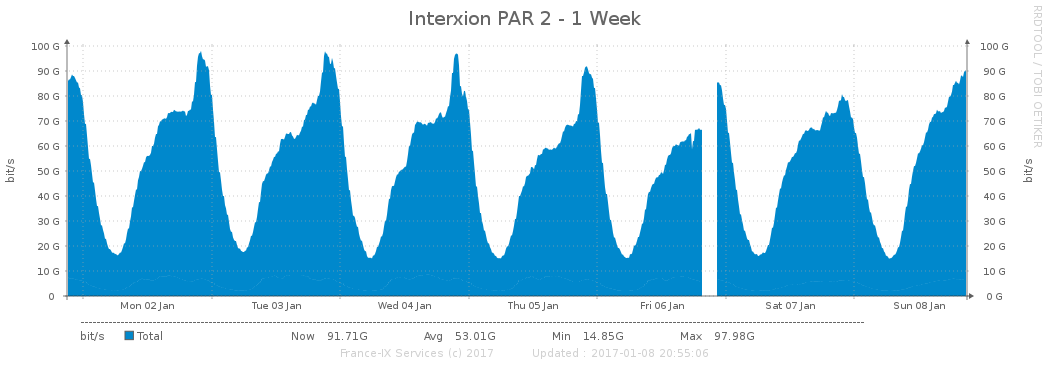 Interxion PAR 2 - 1 Week
RRDTOOL / TOBI OETIKER
bit/s
100 G
90 G
80 G
70 G
60 G
50 G
40 G
30 G
20 G
10 G
0
100 G
90 G
80 G
70 G
60 G
50 G
40 G
30 G
20 G
10 G
0 G
bit/s
Mon 02 Jan Tue 03 Jan Wed 04 Jan Thu 05 Jan Fri 06 Jan Sat 07 Jan Sun 08 Jan
bit/s Total Now 91.71G Avg 53.01G Min 14.85G Max 97.98G
France-IX Services (c) 2017 Updated : 2017-01-08 20:55:06